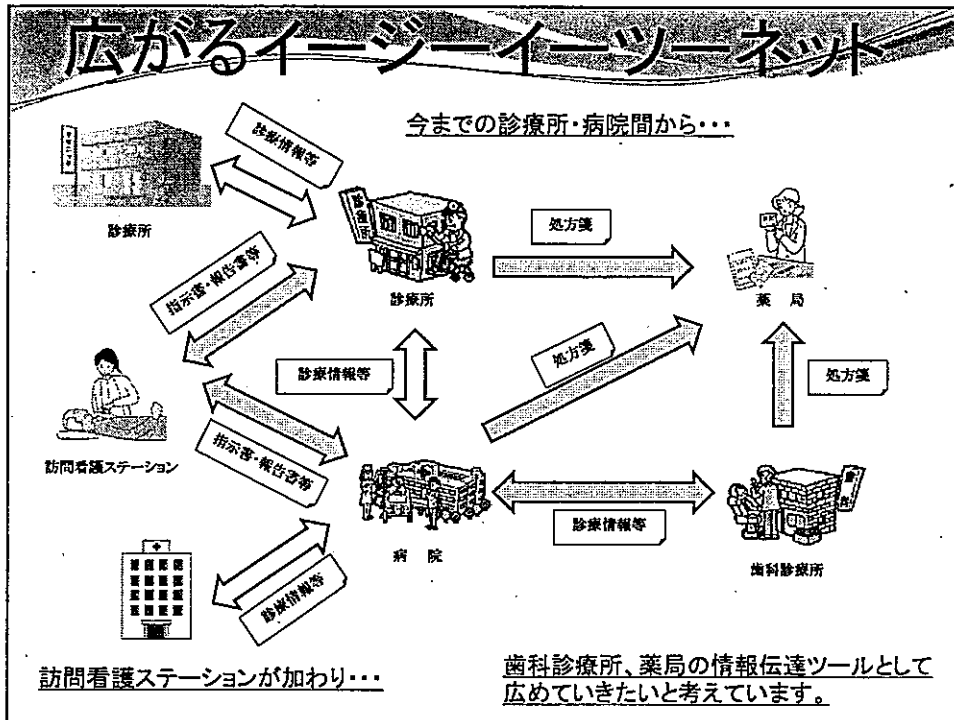 広がるイージーイーツーネット
今までの診療所・病院間から・・・
診療情報等
診療所
診療所
診療所
処方箋
薬 局
指示書・報告書等
診療情報等
処方箋
処方箋
訪問看護ステーション
指示書・報告書等
病 院
診療情報等
歯科診療所
診療情報等
訪問看護ステーションが加わり・・・
歯科診療所、薬局の情報伝達ツールとして
広めていきたいと考えています。